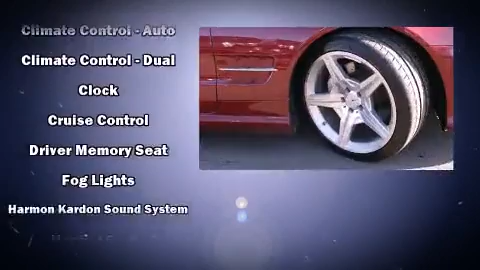 Climate Control - Auto
Climate Control - Dual
Clock
Cruise Control
Driver Memory Seat
Fog Lights
Harmon Kardon Sound System